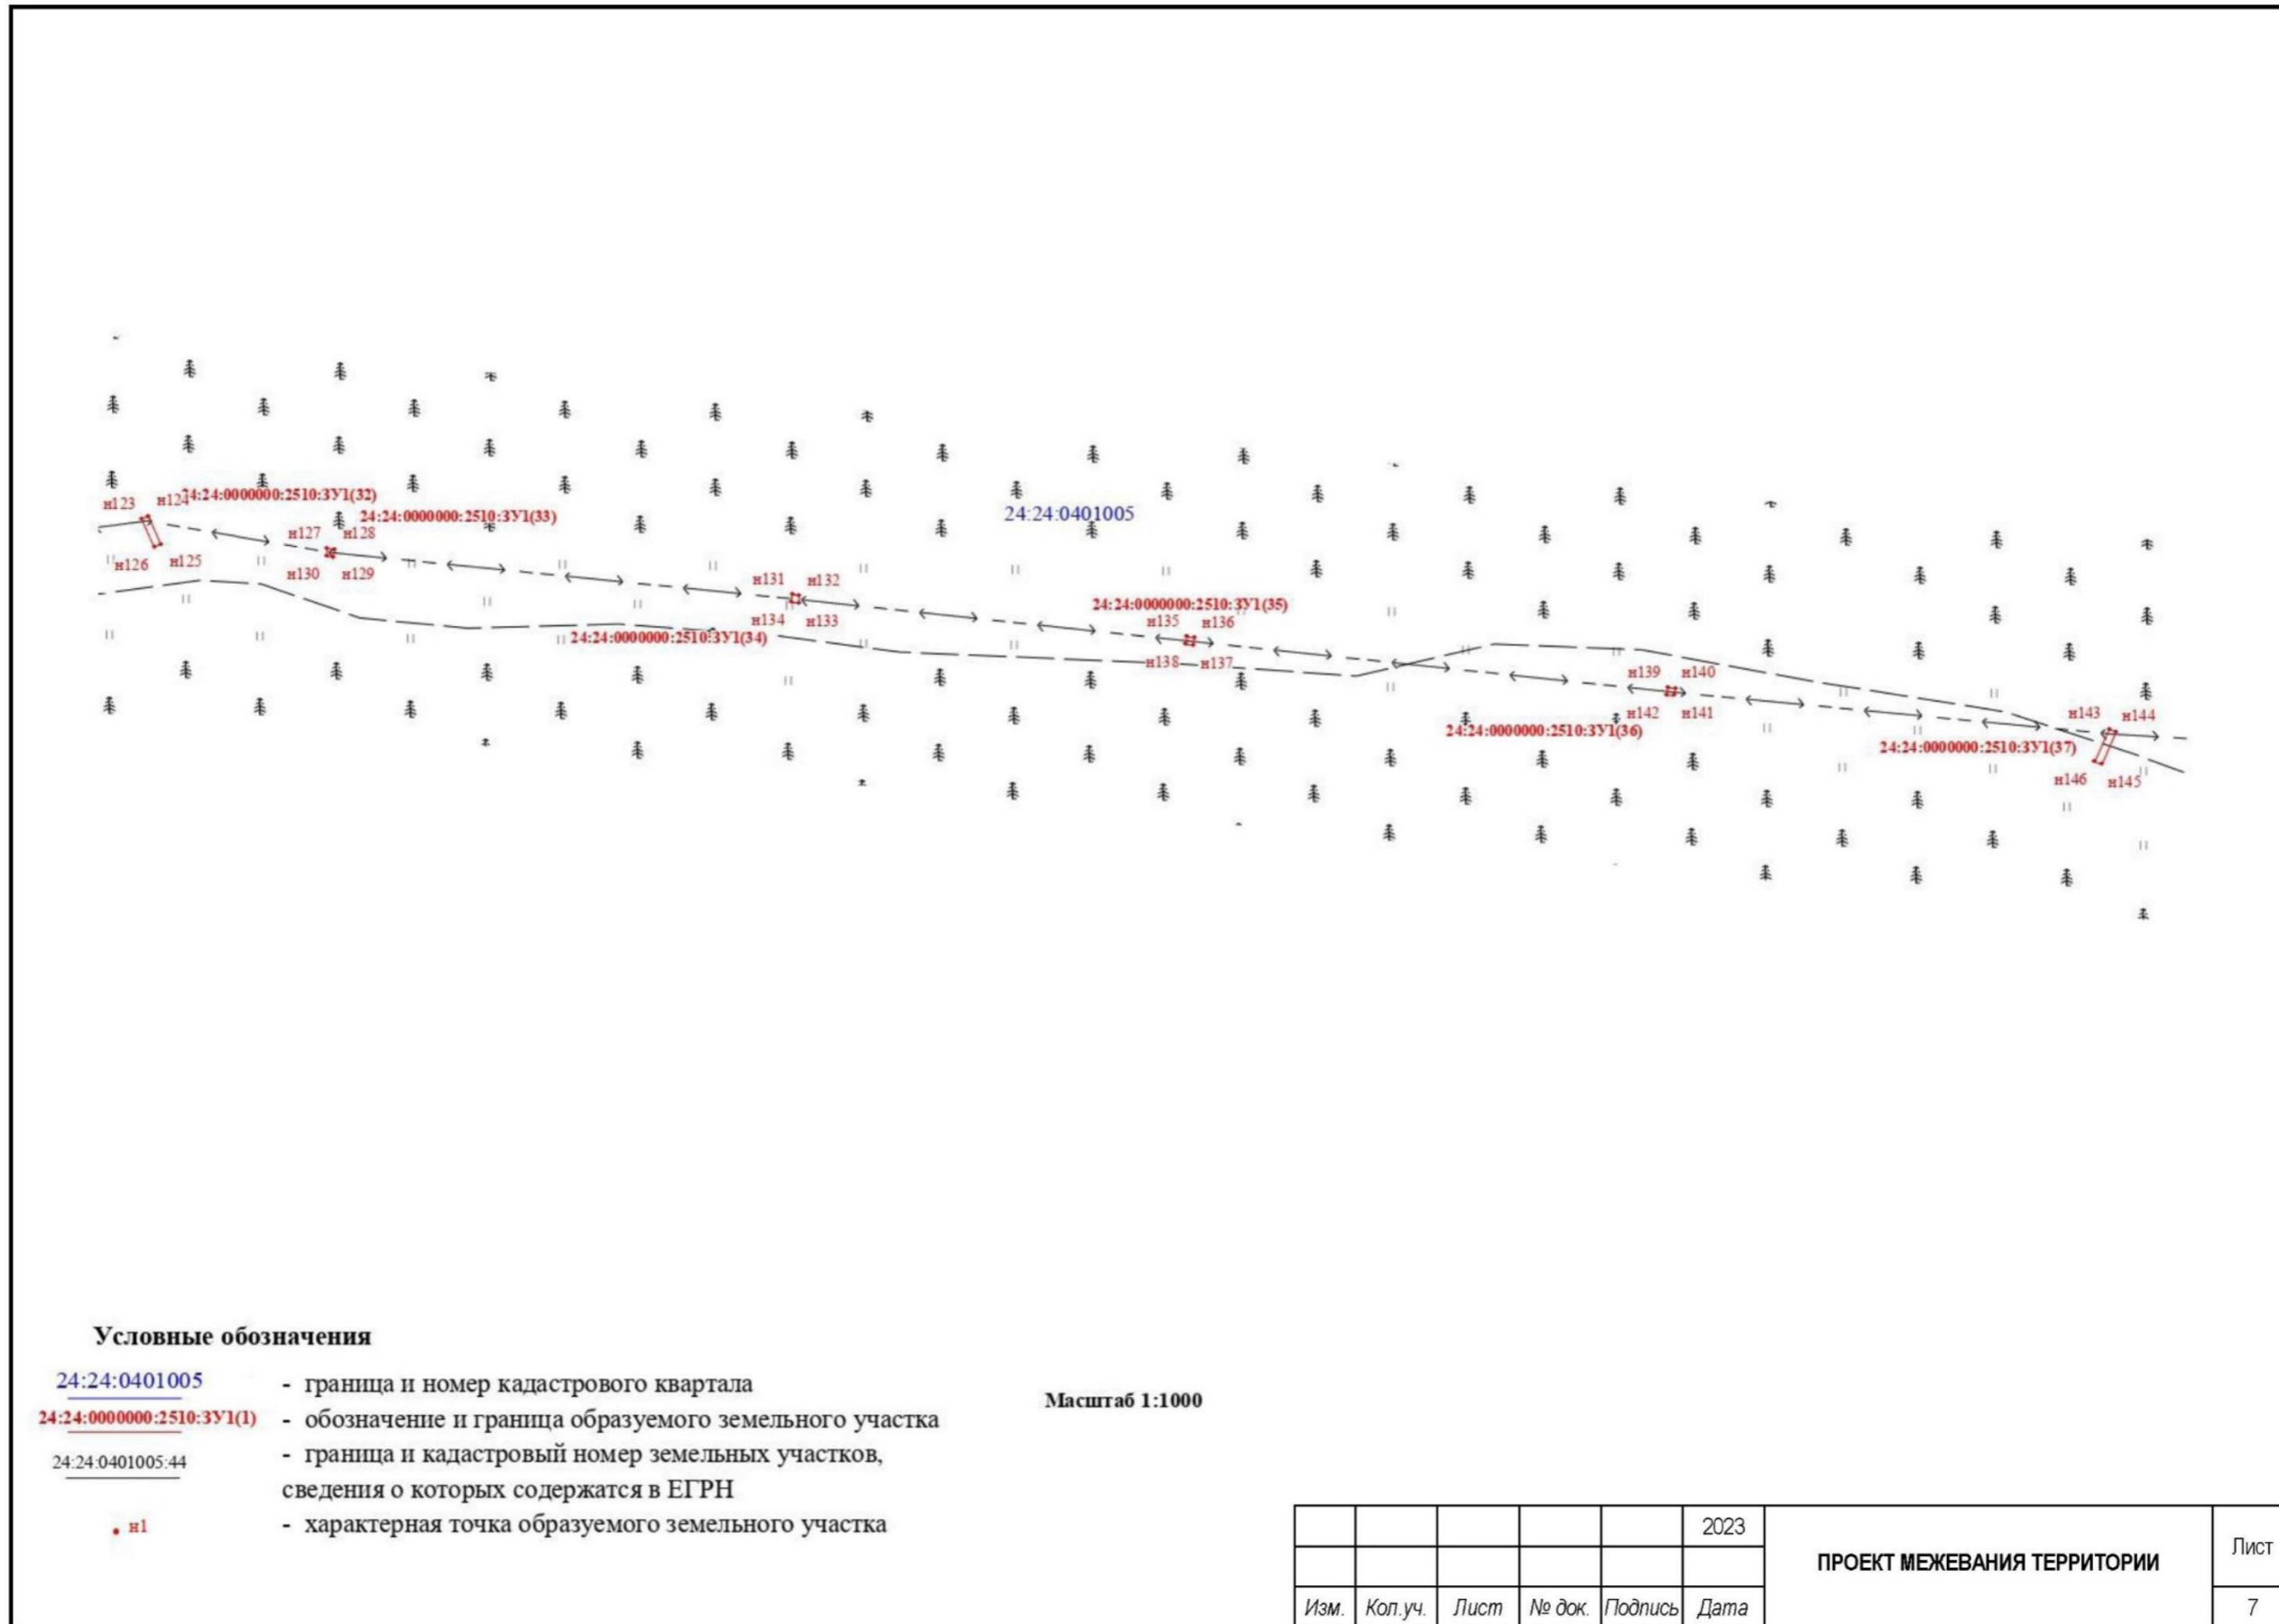 н123 н124 24:24:0000000:2510:ЗУ1(32)
24:24:0000000:2510:ЗУ1(33)
24:24:0401005
н127 н128
н126 н125
н130 н129
н131 н132
24:24:0000000:2510:ЗУ1(35)
н134 н133
н135 н136
24:24:0000000:2510:ЗУ1(34)
н138 н137
н139 н140
н142 н141
н143 н144
24:24:0000000:2510:ЗУ1(36)
24:24:0000000:2510:ЗУ1(37)
н146 н145
Условные обозначения
24:24:0401005 - граница и номер кадастрового квартала
Масштаб 1:1000
24:24:0000000:2510:ЗУ1(1) - обозначение и граница образуемого земельного участка
24:24:0401005:44 - граница и кадастровый номер земельных участков,
сведения о которых содержатся в ЕГРН
н1 - характерная точка образуемого земельного участка
2023
ПРОЕКТ МЕЖЕВАНИЯ ТЕРРИТОРИИ
Лист
Изм. Кол.уч. Лист № док. Подпись Дата
7